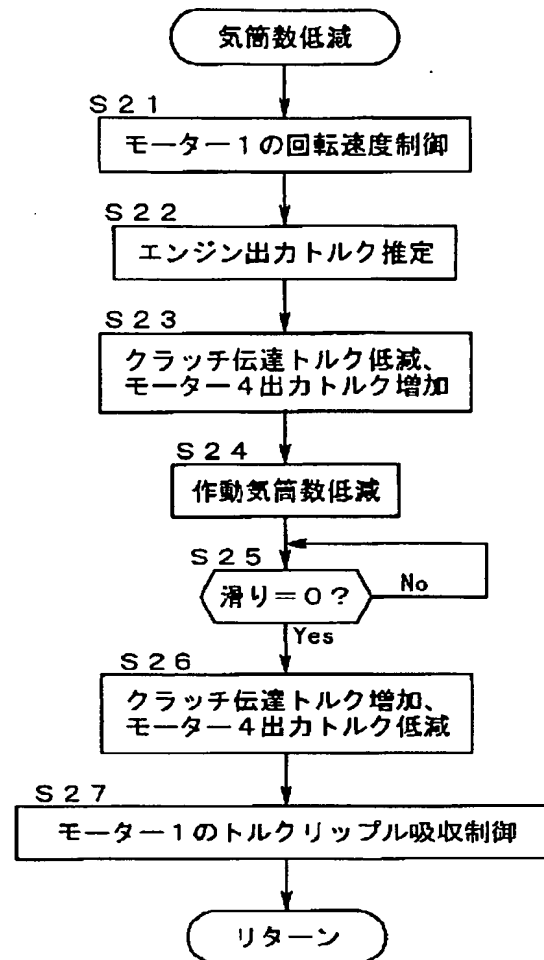 気筒数低減
S21
モーター1の回転速度制御
S22
エンジン出力トルク推定
S23
クラッチ伝達トルク低減、
モーター4出力トルク増加
S24
作動気筒数低減
S25
滑り=0?
No
Yes
S26
クラッチ伝達トルク増加、
モーター4出力トルク低減
S27
モーター1のトルクリップル吸収制御
リターン